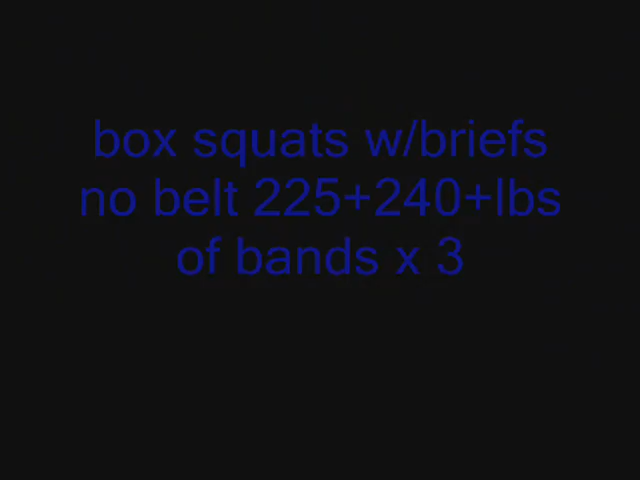 box squats w/briefs
no belt 225+240+lbs
of bands x 3